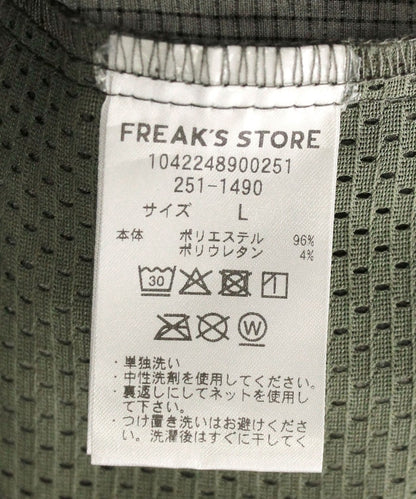 FREAK'S STORE
1042248900251
251-1490
サイズ L
本体 ポリエステル 96%
ポリウレタン 4%
30
W
・単独洗い
・中性洗剤を使用してください。
・裏返しにしてネットを使用し
て下さい。
・つけ置き洗いはお避けくださ
い。洗濯後はすぐに干してく